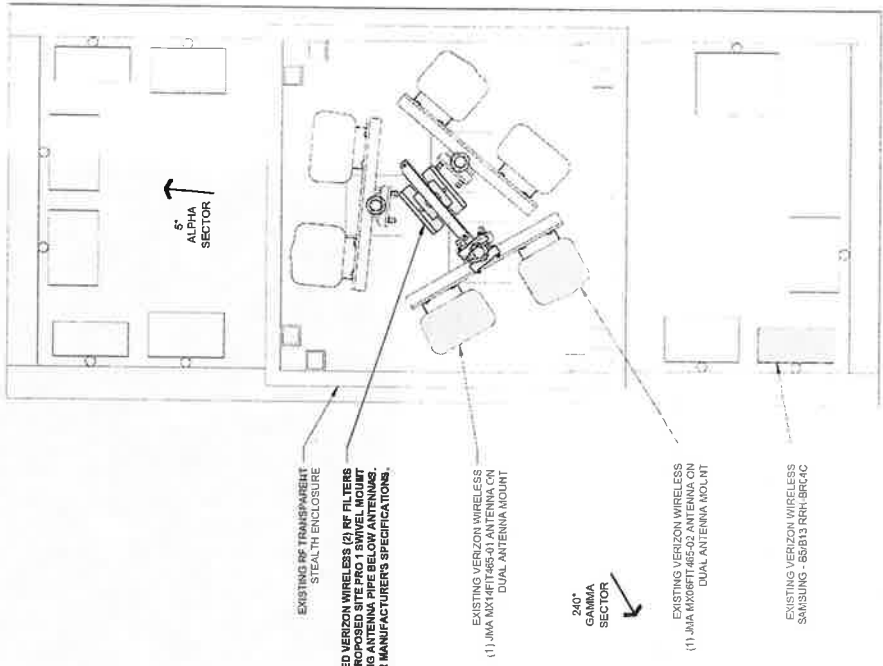 5°
ALPHA
SECTOR
EXISTING RF TRANSPARENT
STEALTH ENCLOSURE
ED VERIZON WIRELESS (2) RF FILTERS
ROPOSED SITE PRO 1 SWIVEL MOUNT
NG ANTENNA PIPE BELOW ANTENNAS.
R MANUFACTURER'S SPECIFICATIONS.
EXISTING VERIZON WIRELESS
(1) JMA MX14FIT465-01 ANTENNA ON
DUAL ANTENNA MOUNT
240°
GAMMA
SECTOR
EXISTING VERIZON WIRELESS
(1) JMA MX06FIT465-02 ANTENNA ON
DUAL ANTENNA MOUNT
EXISTING VERIZON WIRELESS
SAMSUNG - B5/B13 RRH-BR04C